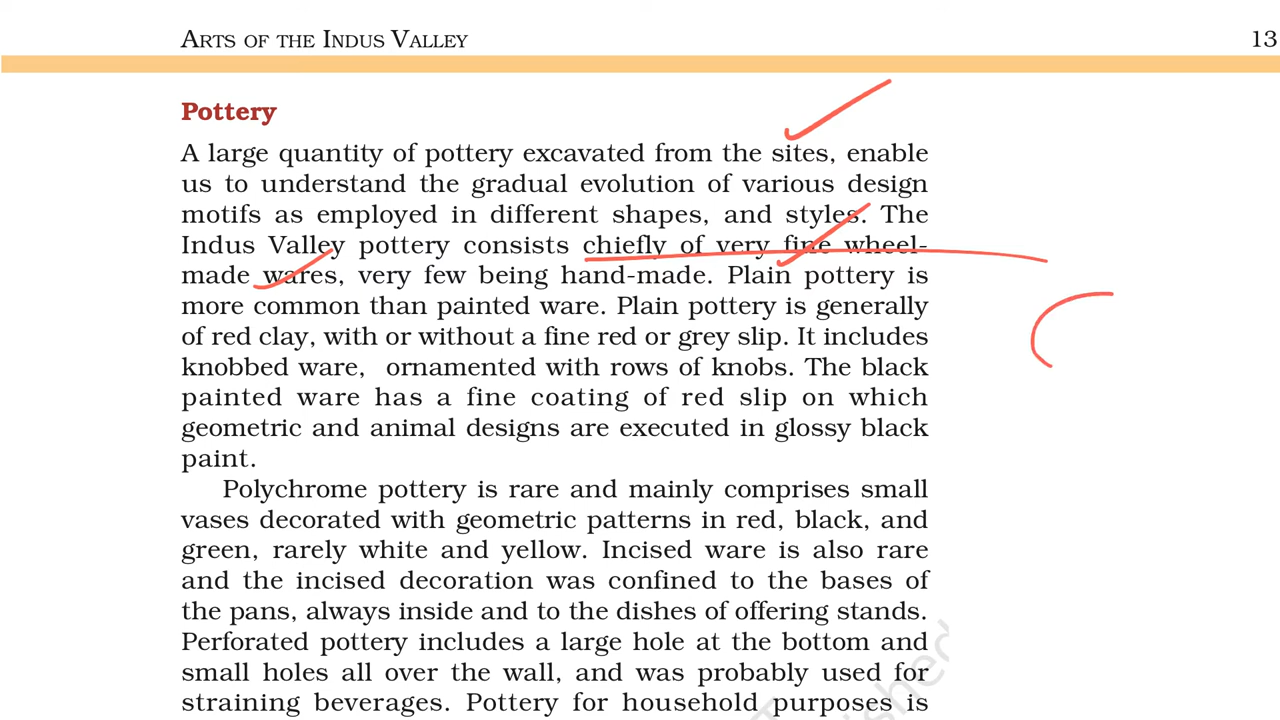 ARTS OF THE INDUS VALLEY 13
Pottery
A large quantity of pottery excavated from the sites, enable
us to understand the gradual evolution of various design
motifs as employed in different shapes, and styles. The
Indus Valley pottery consists chiefly of very fine wheel-
made wares, very few being hand-made. Plain pottery is
more common than painted ware. Plain pottery is generally
of red clay, with or without a fine red or grey slip. It includes
knobbed ware, ornamented with rows of knobs. The black
painted ware has a fine coating of red slip on which
geometric and animal designs are executed in glossy black
paint.
Polychrome pottery is rare and mainly comprises small
vases decorated with geometric patterns in red, black, and
green, rarely white and yellow. Incised ware is also rare
and the incised decoration was confined to the bases of
the pans, always inside and to the dishes of offering stands.
Perforated pottery includes a large hole at the bottom and
small holes all over the wall, and was probably used for
straining beverages. Pottery for household purposes is